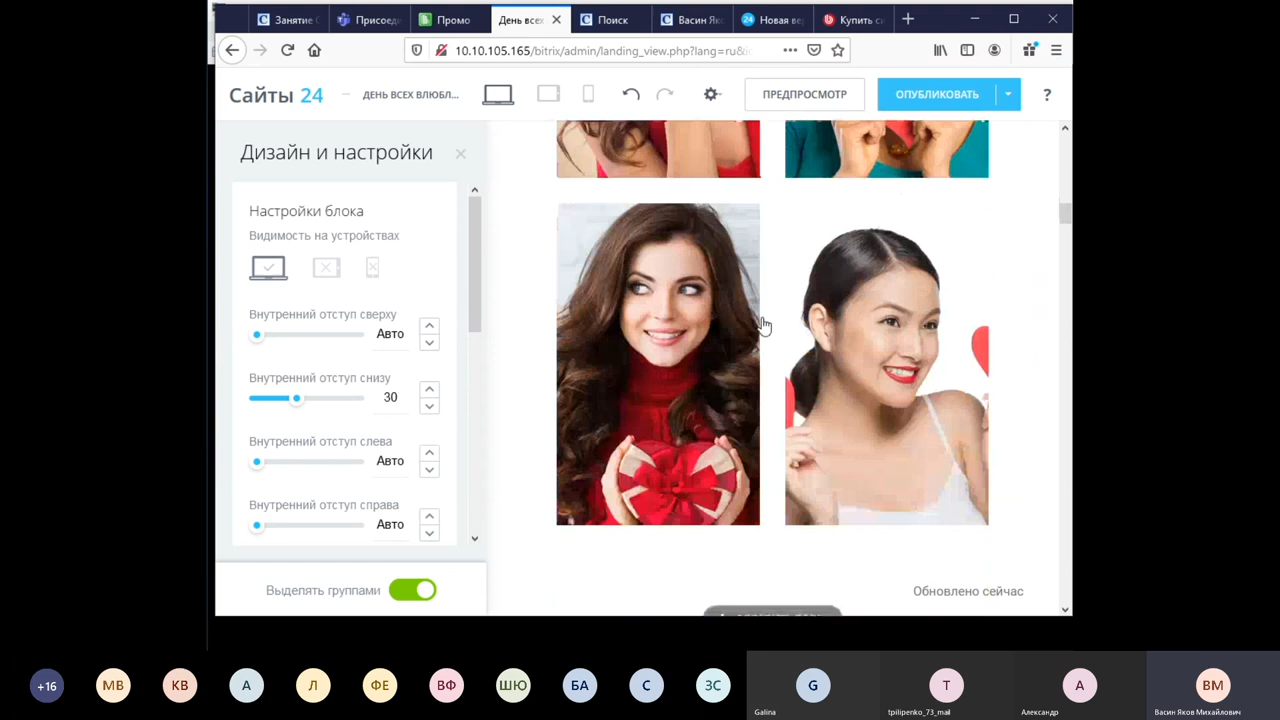 Занятие
Присоеди
Промо
День всех
Поиск
Васин Яко
Новая ве
Купить си
10.10.105.165/bitrix/admin/landing_view.php?lang=ru&
Сайты 24
ДЕНЬ ВСЕХ ВЛЮБЛ...
ПРЕДПРОСМОТР
ОПУБЛИКОВАТЬ
?
Дизайн и настройки
Настройки блока
Видимость на устройствах
Внутренний отступ сверху
Авто
Внутренний отступ снизу
30
Внутренний отступ слева
Авто
Внутренний отступ справа
Авто
Выделять группами
Обновлено сейчас
+16
МВ
КВ
А
Л
ФЕ
ВФ
ШЮ
БА
С
ЗС
G
Galina
T
tpilipenko_73_mail
А
Александр
ВМ
Васин Яков Михайлович